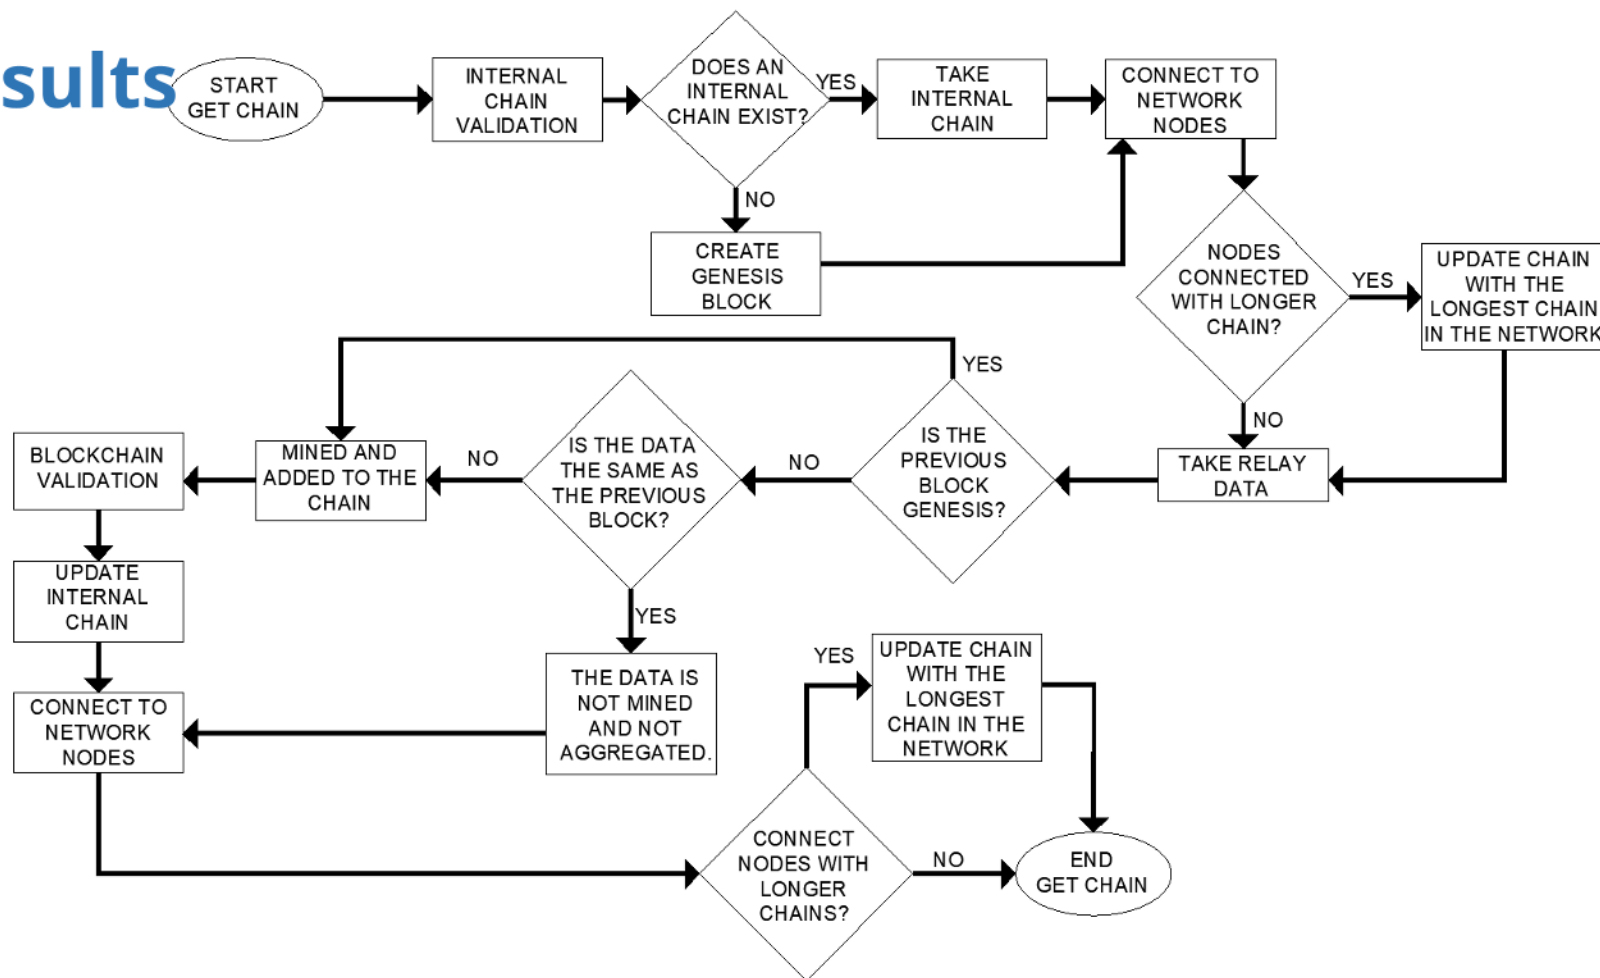 sults
START
GET CHAIN
INTERNAL
CHAIN
VALIDATION
DOES AN
INTERNAL
CHAIN EXIST?
YES
TAKE
INTERNAL
CHAIN
CONNECT TO
NETWORK
NODES
NO
CREATE
GENESIS
BLOCK
NODES
CONNECTED
WITH LONGER
CHAIN?
YES
UPDATE CHAIN
WITH THE
LONGEST CHAIN
IN THE NETWORK
NO
TAKE RELAY
DATA
IS THE
PREVIOUS
BLOCK
GENESIS?
YES
NO
IS THE DATA
THE SAME AS
THE PREVIOUS
BLOCK?
NO
MINED AND
ADDED TO THE
CHAIN
BLOCKCHAIN
VALIDATION
UPDATE
INTERNAL
CHAIN
CONNECT TO
NETWORK
NODES
YES
THE DATA IS
NOT MINED
AND NOT
AGGREGATED.
CONNECT
NODES WITH
LONGER
CHAINS?
YES
UPDATE CHAIN
WITH THE
LONGEST
CHAIN IN THE
NETWORK
NO
END
GET CHAIN